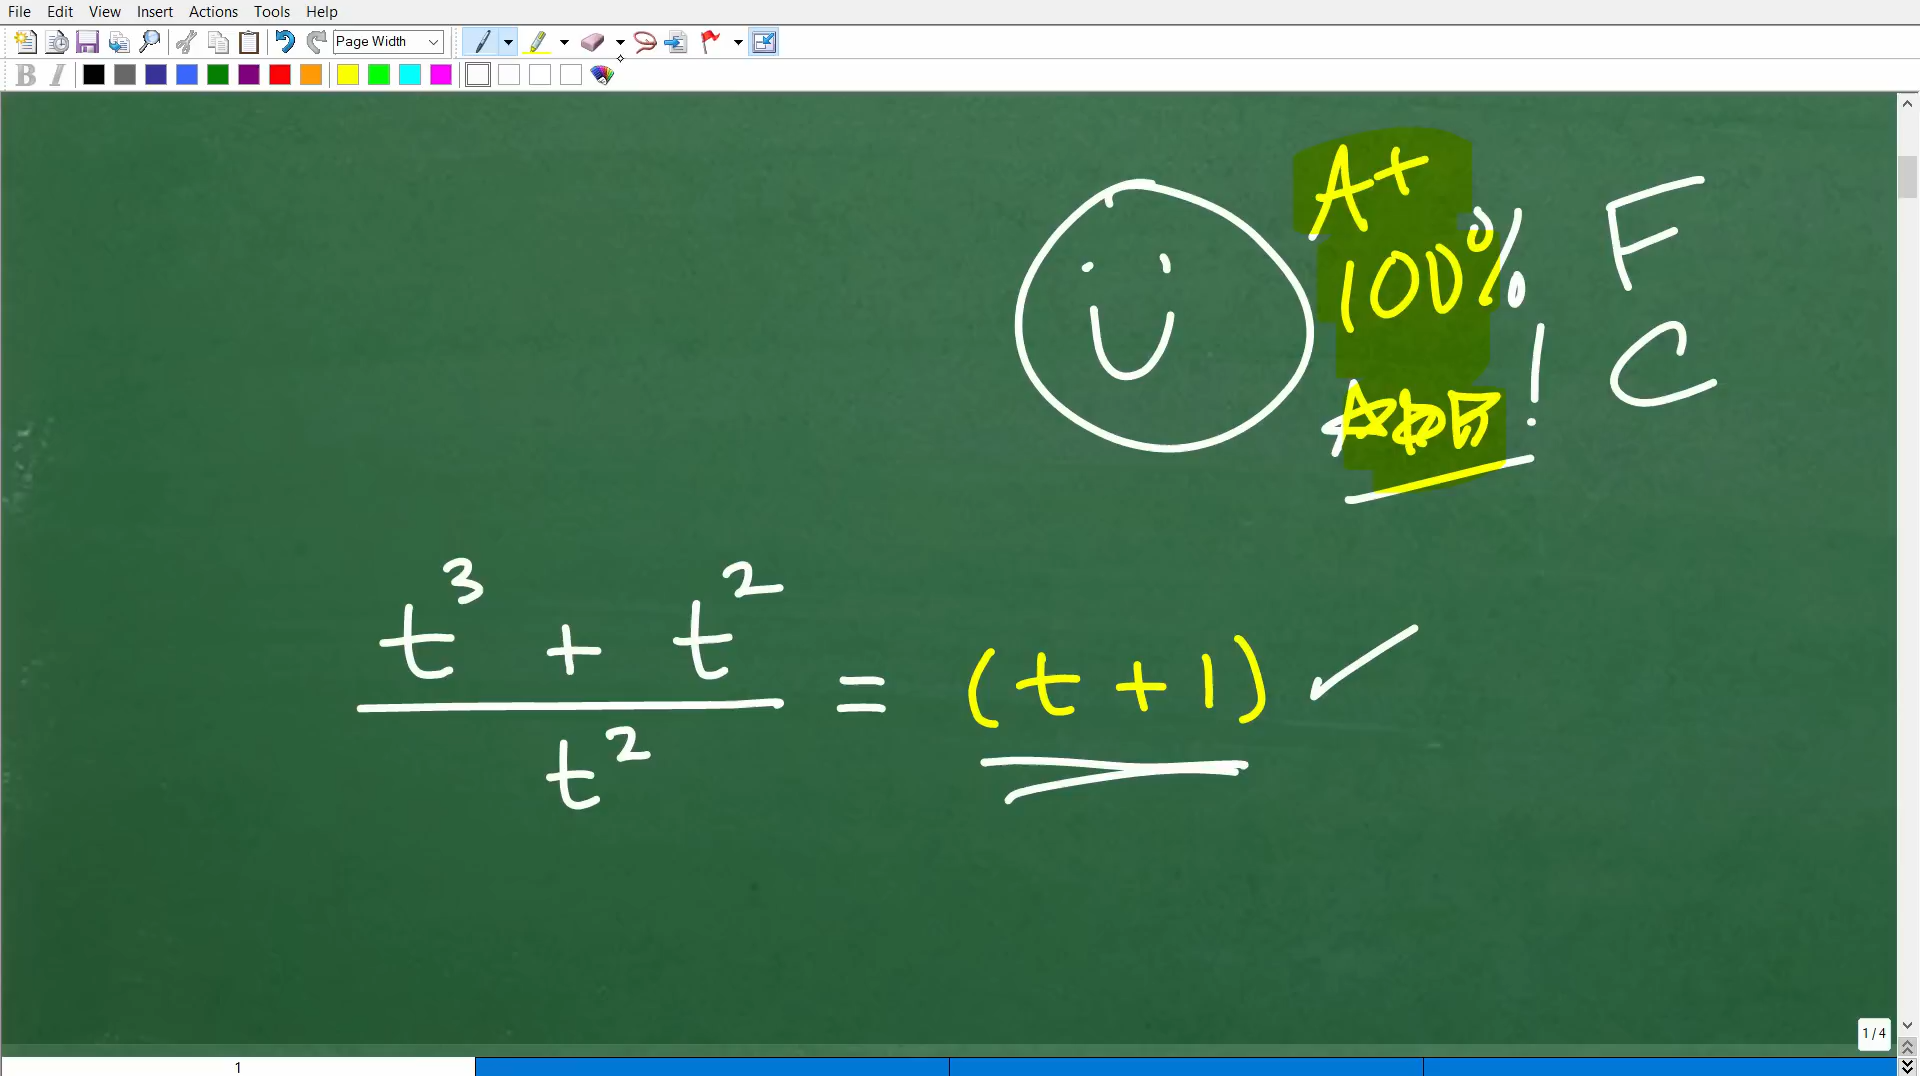 File Edit View Insert Actions Tools Help
Page Width
B I
A+
100%
!
F
C
t³ + t²
t²
= (t + 1) ✓
1 / 4
1